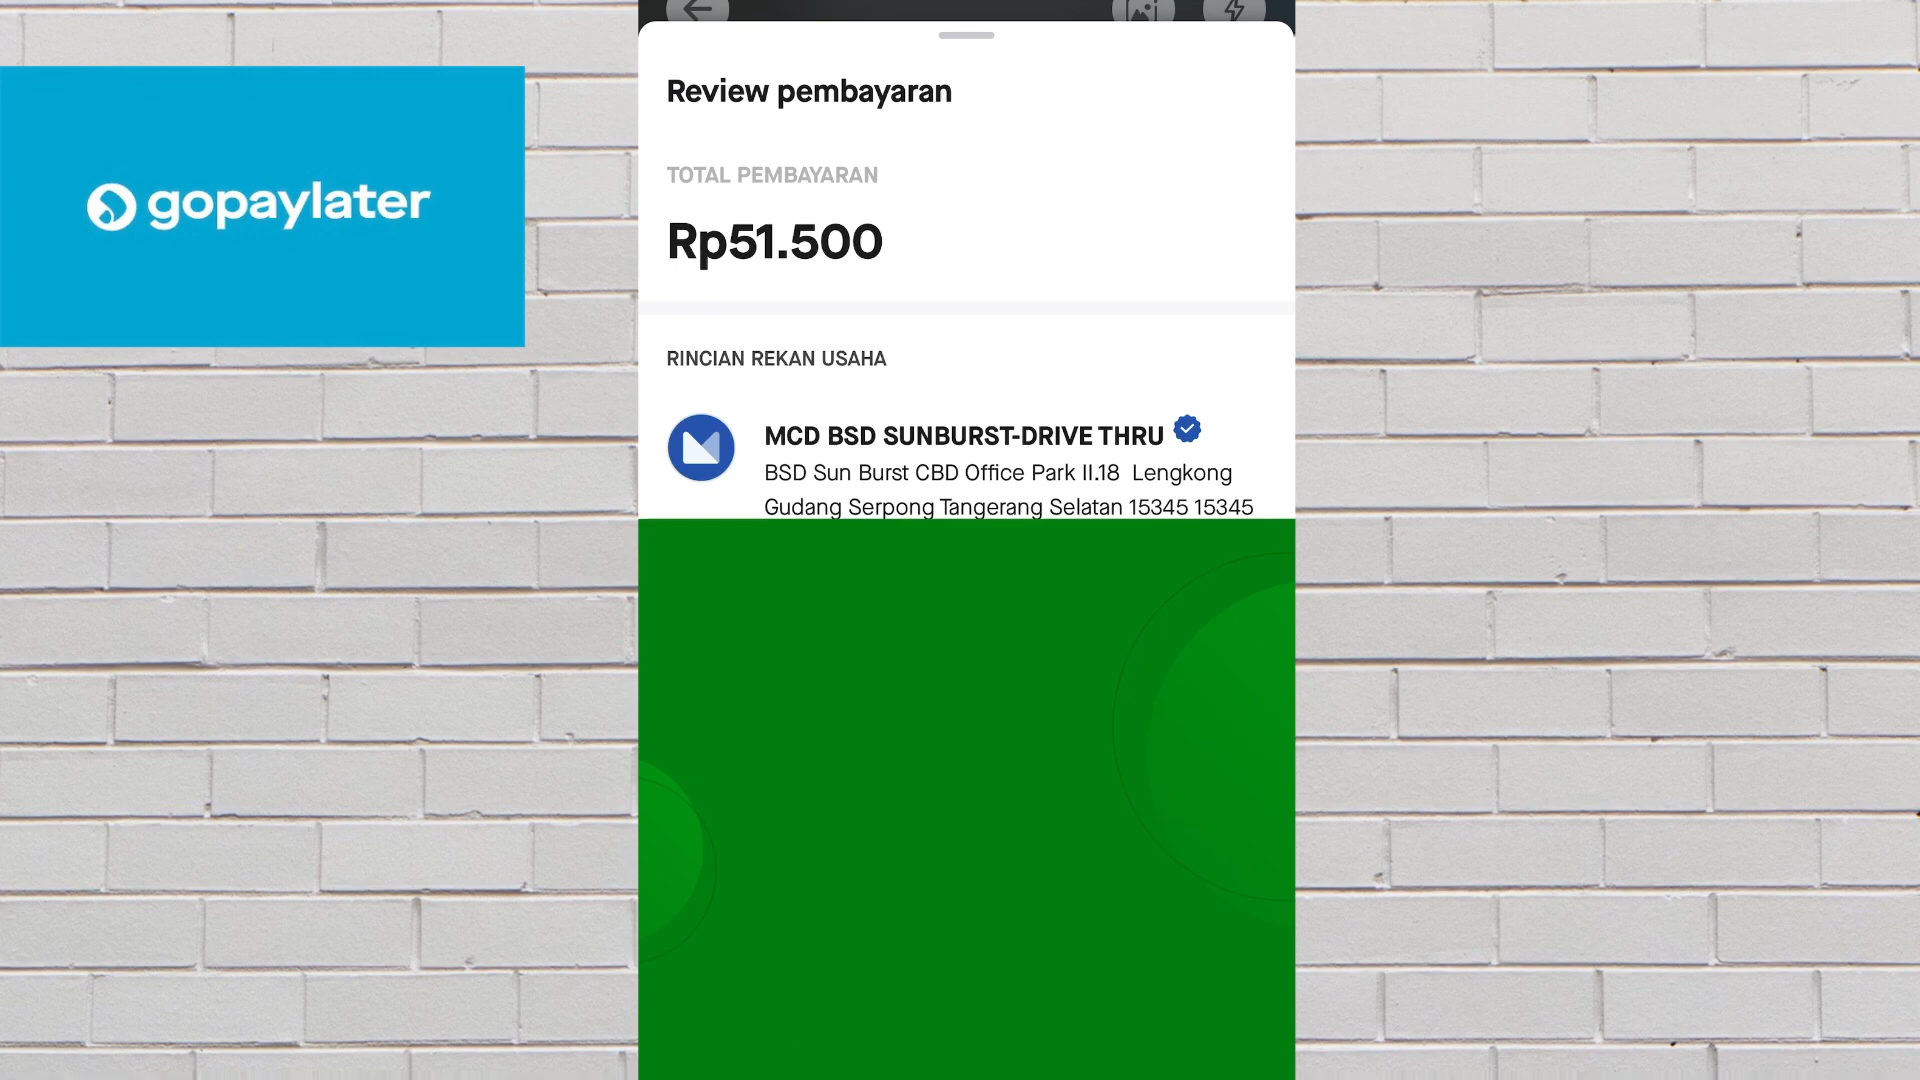 gopaylater
Review pembayaran
TOTAL PEMBAYARAN
Rp51.500
RINCIAN REKAN USAHA
MCD BSD SUNBURST-DRIVE THRU
BSD Sun Burst CBD Office Park II.18 Lengkong
Gudang Serpong Tangerang Selatan 15345 15345